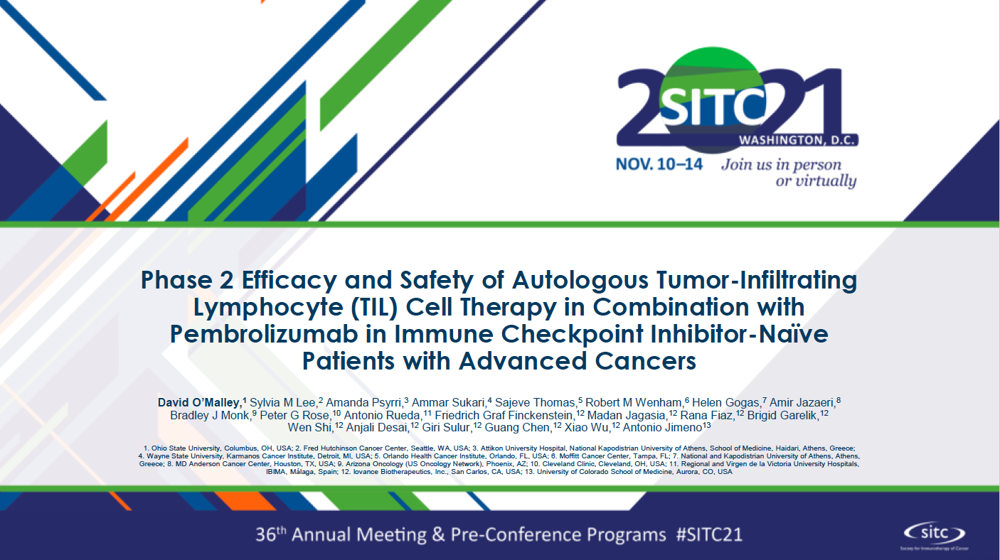 2021
SITC
WASHINGTON, D.C.
NOV. 10–14 Join us in person
or virtually
Phase 2 Efficacy and Safety of Autologous Tumor-Infiltrating
Lymphocyte (TIL) Cell Therapy in Combination with
Pembrolizumab in Immune Checkpoint Inhibitor-Naïve
Patients with Advanced Cancers
David O’Malley,¹ Sylvia M Lee,² Amanda Psyrri,³ Ammar Sukari,⁴ Sajeve Thomas,⁵ Robert M Wenham,⁶ Helen Gogas,⁷ Amir Jazaeri,⁸
Bradley J Monk,⁹ Peter G Rose,¹⁰ Antonio Rueda,¹¹ Friedrich Graf Finckenstein,¹² Madan Jagasia,¹² Rana Fiaz,¹² Brigid Garelik,¹²
Wen Shi,¹² Anjali Desai,¹² Giri Sulur,¹² Guang Chen,¹² Xiao Wu,¹² Antonio Jimeno¹³
1. Ohio State University, Columbus, OH, USA; 2. Fred Hutchinson Cancer Center, Seattle, WA, USA; 3. Attikon University Hospital, National Kapodistrian University of Athens, School of Medicine, Haidari, Athens, Greece;
4. Wayne State University, Karmanos Cancer Institute, Detroit, MI, USA; 5. Orlando Health Cancer Institute, Orlando, FL, USA; 6. Moffitt Cancer Center, Tampa, FL; 7. National and Kapodistrian University of Athens, Athens,
Greece; 8. MD Anderson Cancer Center, Houston, TX, USA; 9. Arizona Oncology (US Oncology Network), Phoenix, AZ; 10. Cleveland Clinic, Cleveland, OH, USA; 11. Regional and Virgen de la Victoria University Hospitals,
IBIMA, Málaga, Spain; 12. Iovance Biotherapeutics, Inc., San Carlos, CA, USA; 13. University of Colorado School of Medicine, Aurora, CO, USA
36th Annual Meeting & Pre-Conference Programs #SITC21
sitc
Society for Immunotherapy of Cancer